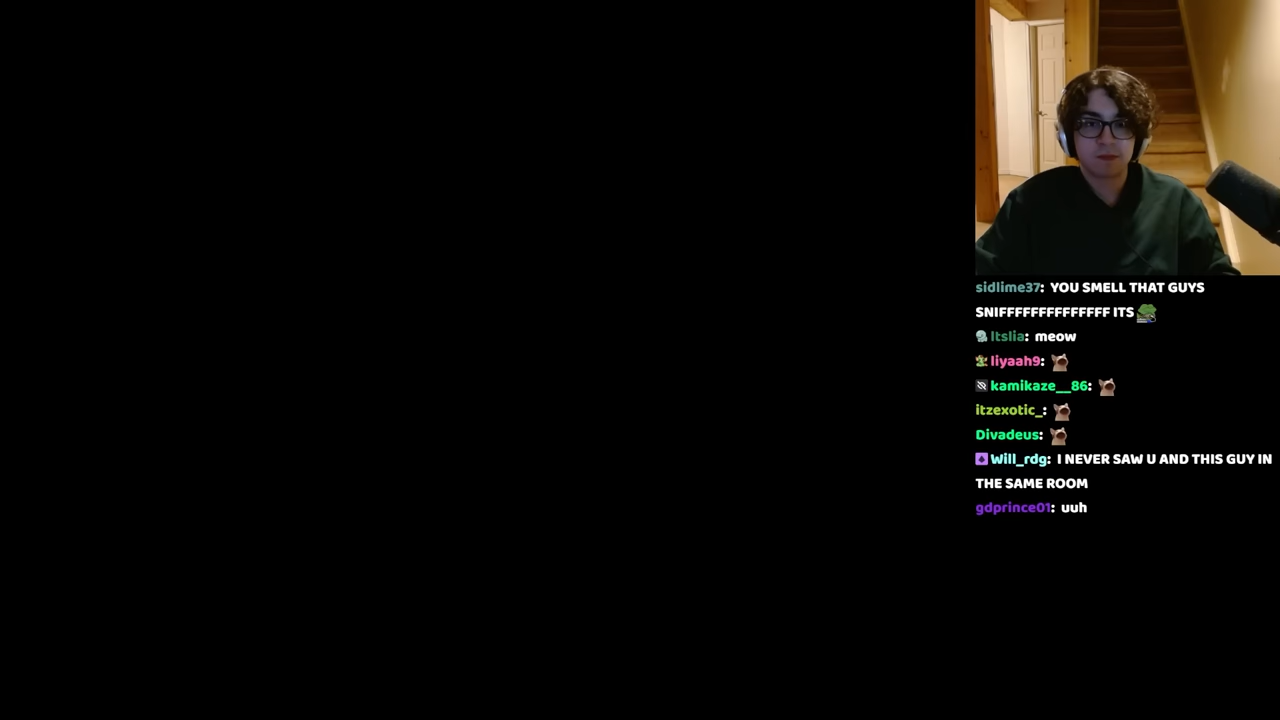 sidlime37: YOU SMELL THAT GUYS
SNIFFFFFFFFFFFFFF ITS
Itslia: meow
liyaah9:
kamikaze__86:
itzexotic_:
Divadeus:
Will_rdg: I NEVER SAW U AND THIS GUY IN
THE SAME ROOM
gdprince01: uuh